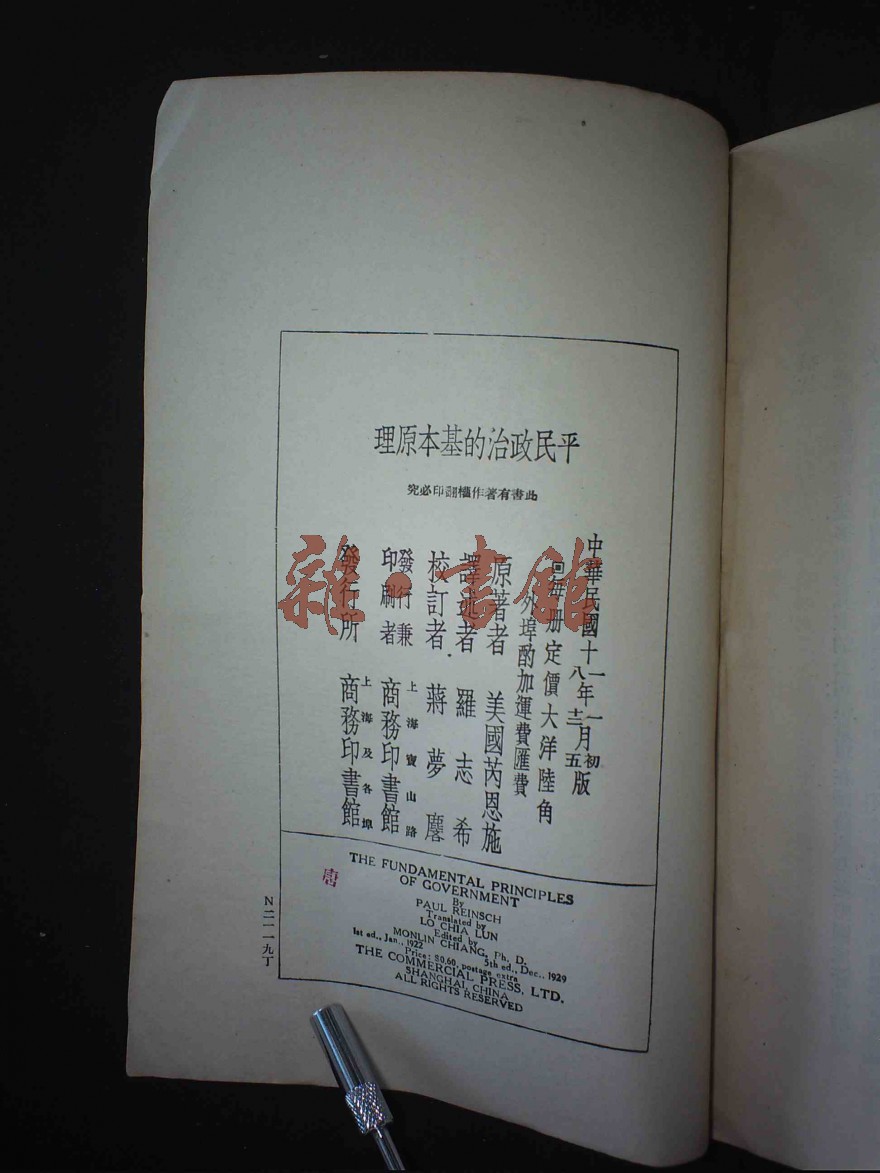 平民政治的基本原理
此書有著作權翻印必究
中華民國十一年一月初版
八年十二月五版
每册定價大洋陸角
外埠酌加運費匯費
原著者 美國芮恩施
譯述者 羅志希
校訂者 蔣夢麐
發行兼印刷者 上海寶山路商務印書館
發行所 上海及各埠商務印書館
THE FUNDAMENTAL PRINCIPLES
OF GOVERNMENT
By
PAUL REINSCH
Translated by
LO CHIA LUN
Edited by
MONLIN CHIANG, Ph. D.
1st ed., Jan., 1922 5th ed., Dec., 1929
Price: $0.60, postage extra
THE COMMERCIAL PRESS, LTD.
SHANGHAI, CHINA
ALL RIGHTS RESERVED
唐
N二一一九丁
雜·書館